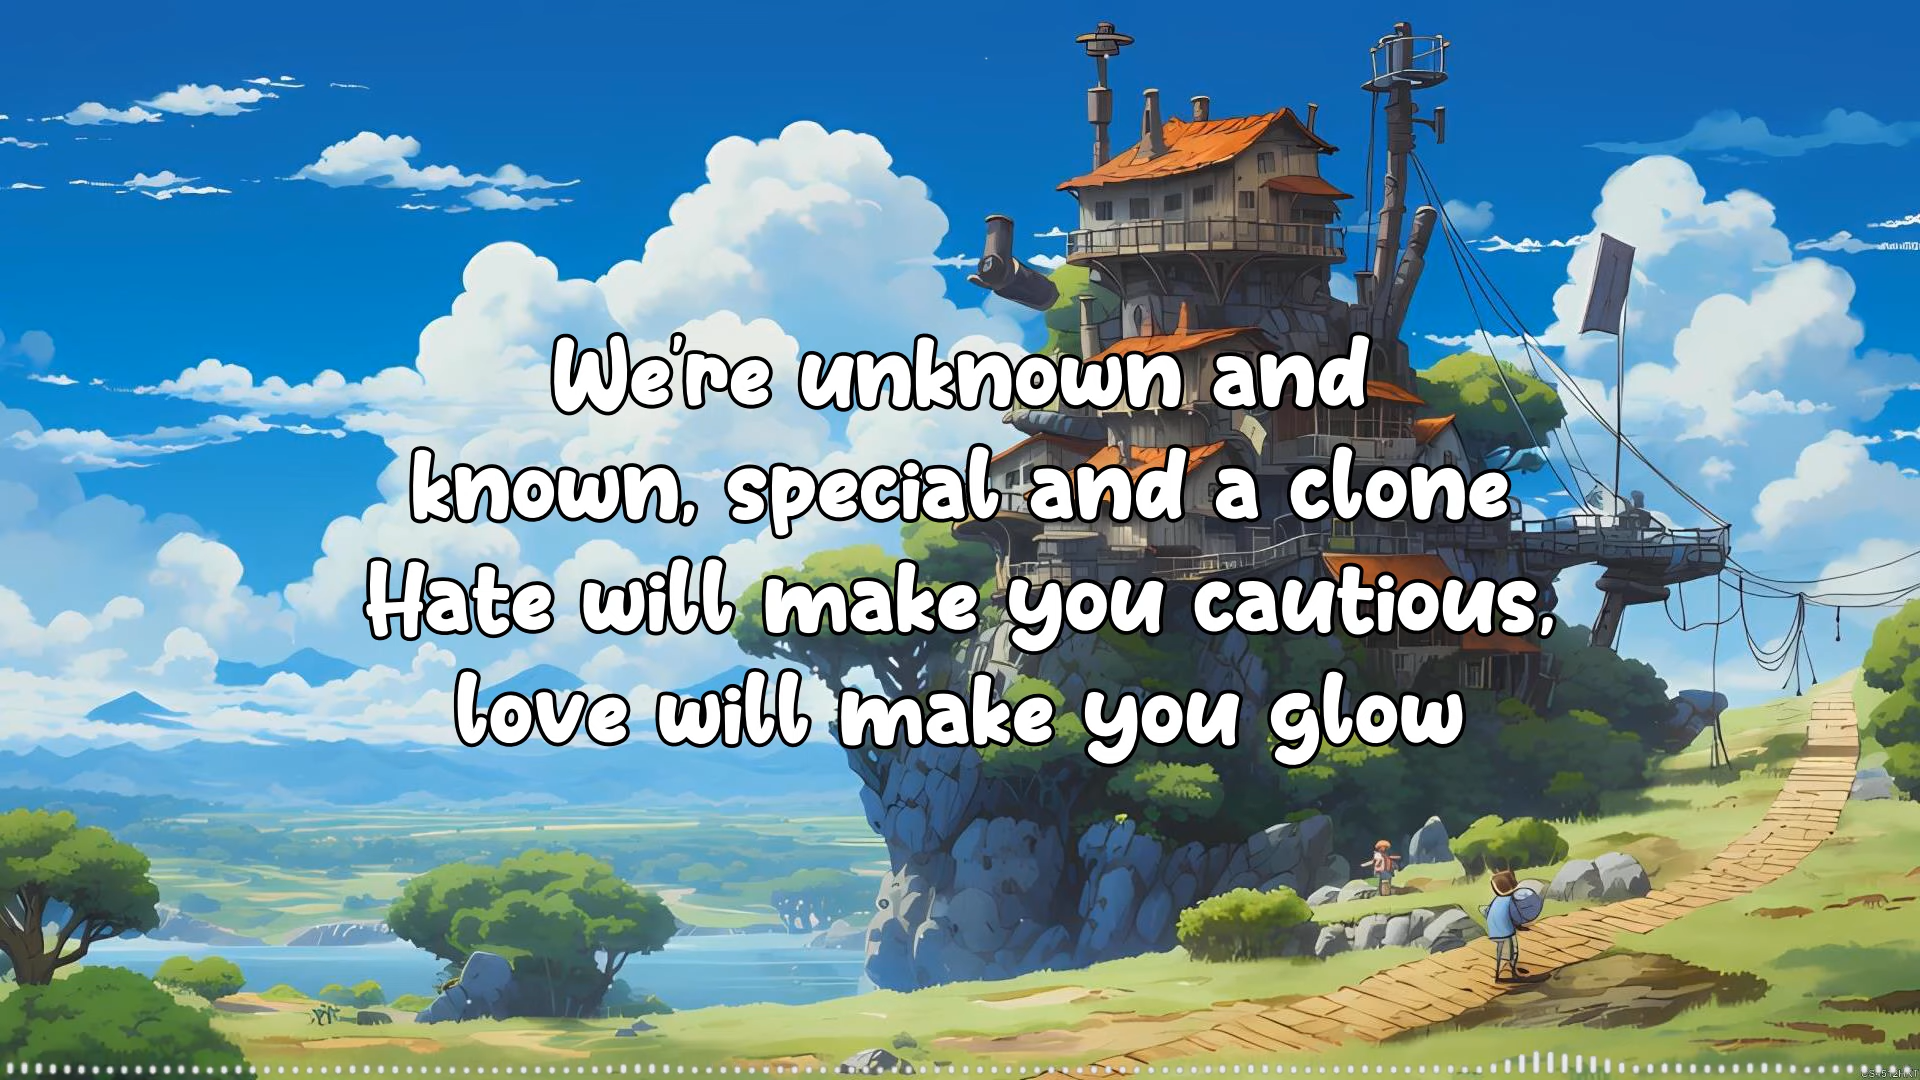 We're unknown and
known, special and a clone
Hate will make you cautious,
love will make you glow